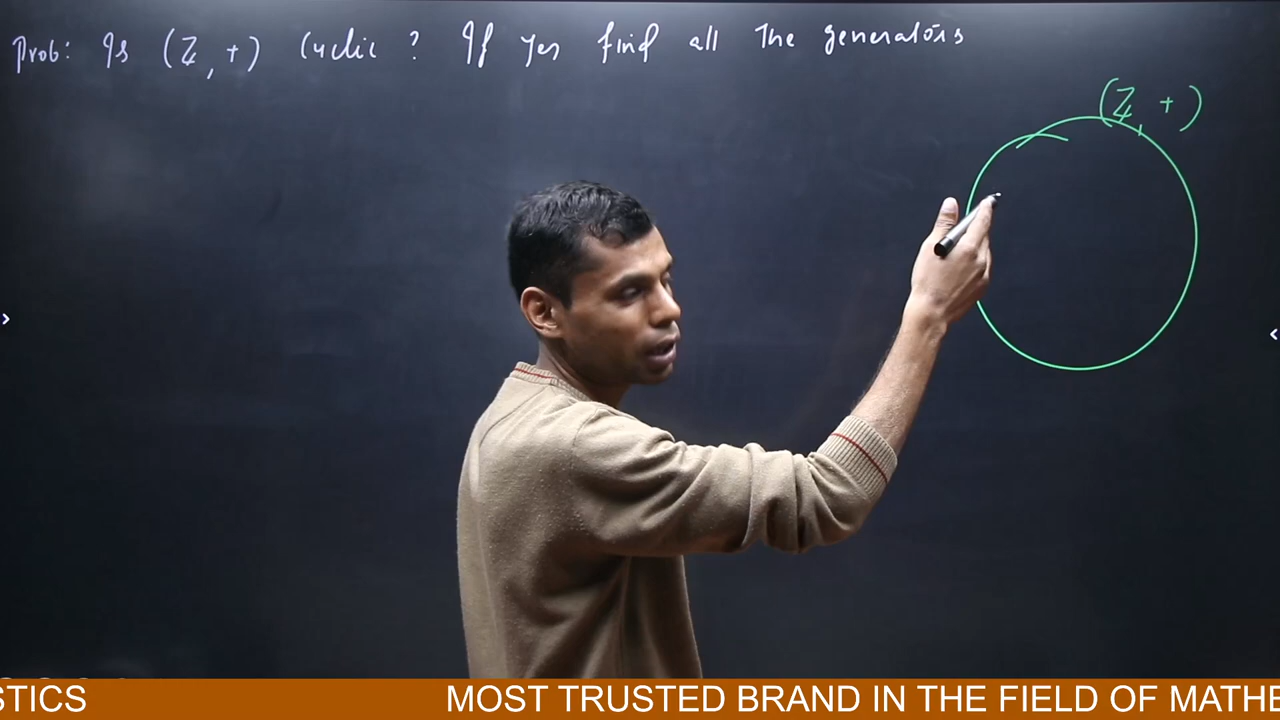 Prob: Is (Z, +) Cyclic ? If yes find all the generators
(Z, +)
STICS MOST TRUSTED BRAND IN THE FIELD OF MATHE